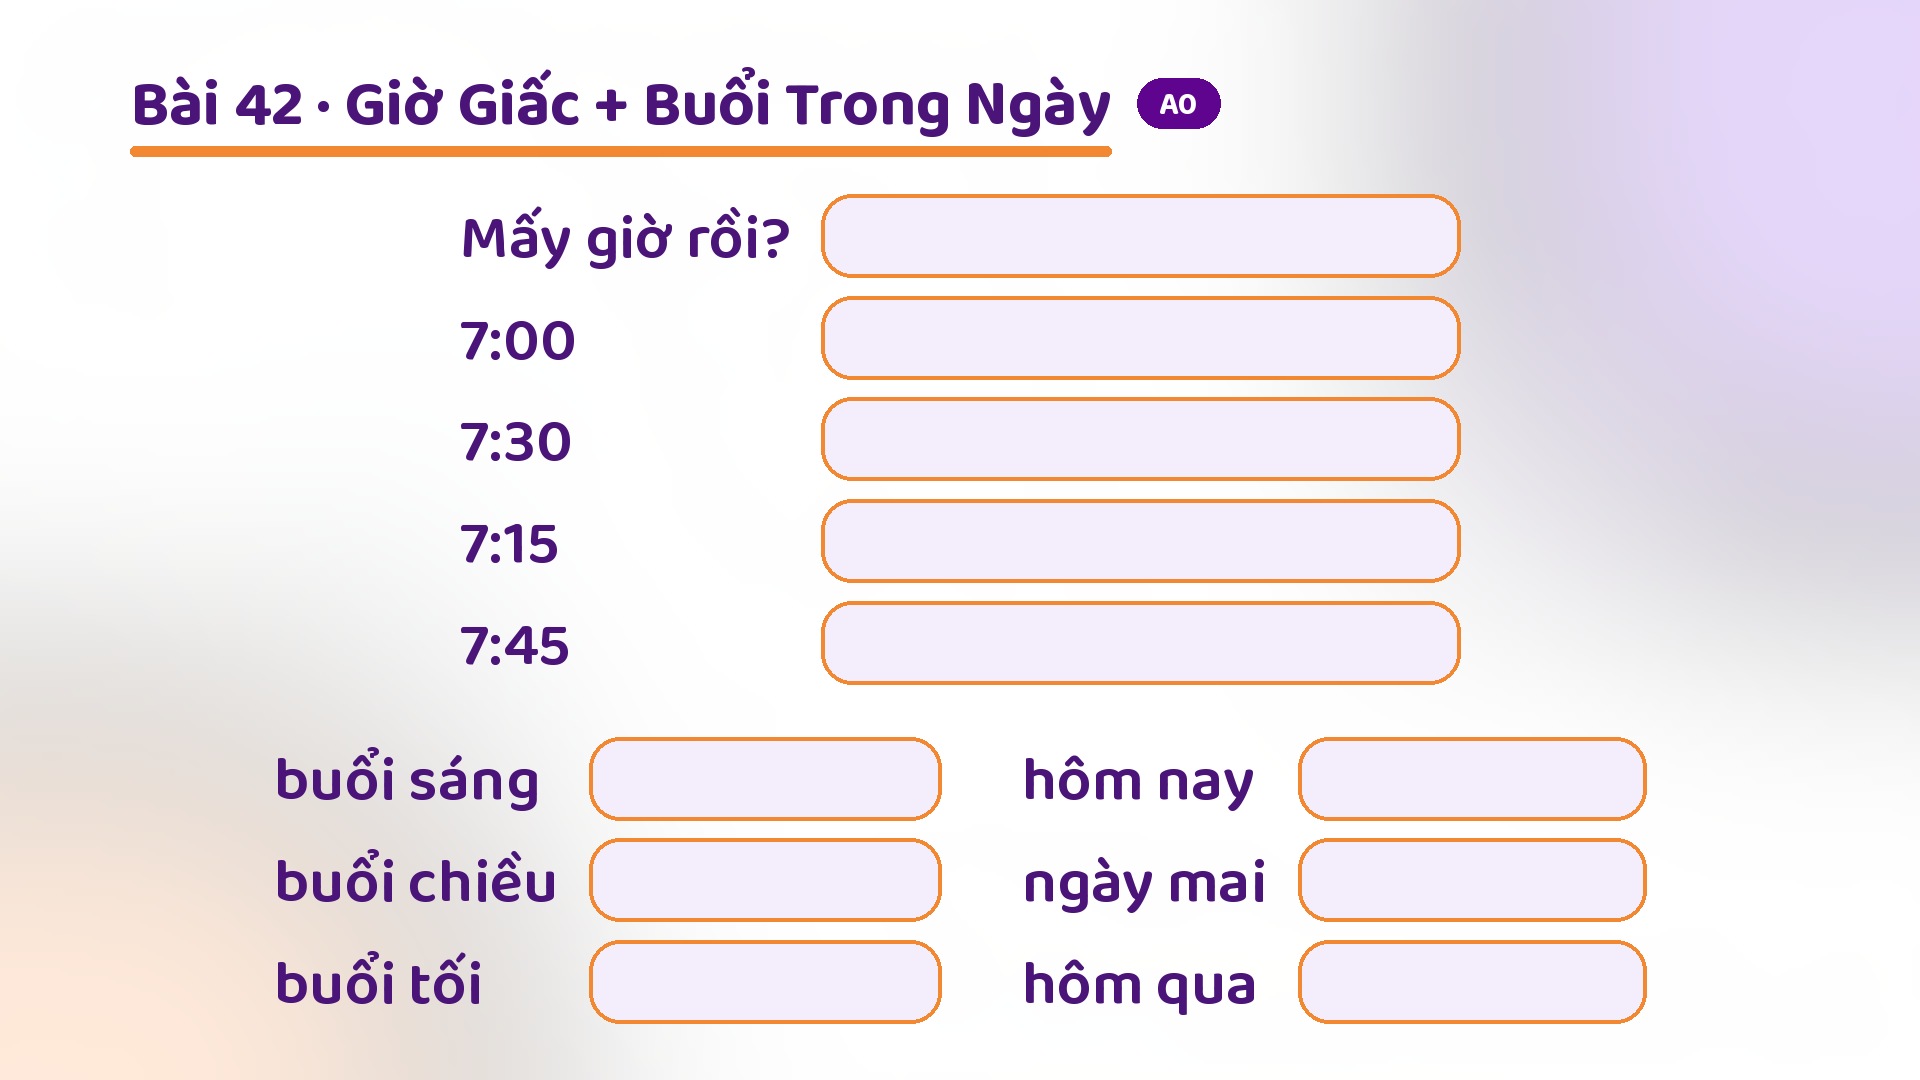 Bài 42 · Giờ Giấc + Buổi Trong Ngày A0
Mấy giờ rồi?
7:00
7:30
7:15
7:45
buổi sáng
hôm nay
buổi chiều
ngày mai
buổi tối
hôm qua